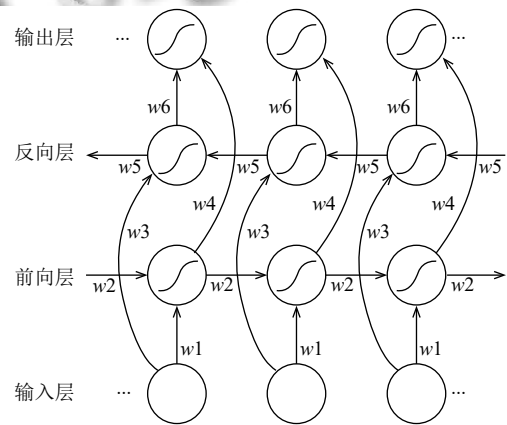 输出层 ... ...
w6 w6 w6
反向层 w5 w5 w5 w5
w4 w4 w4
w3 w3 w3
前向层 w2 w2 w2 w2
w1 w1 w1
输入层 ... ...